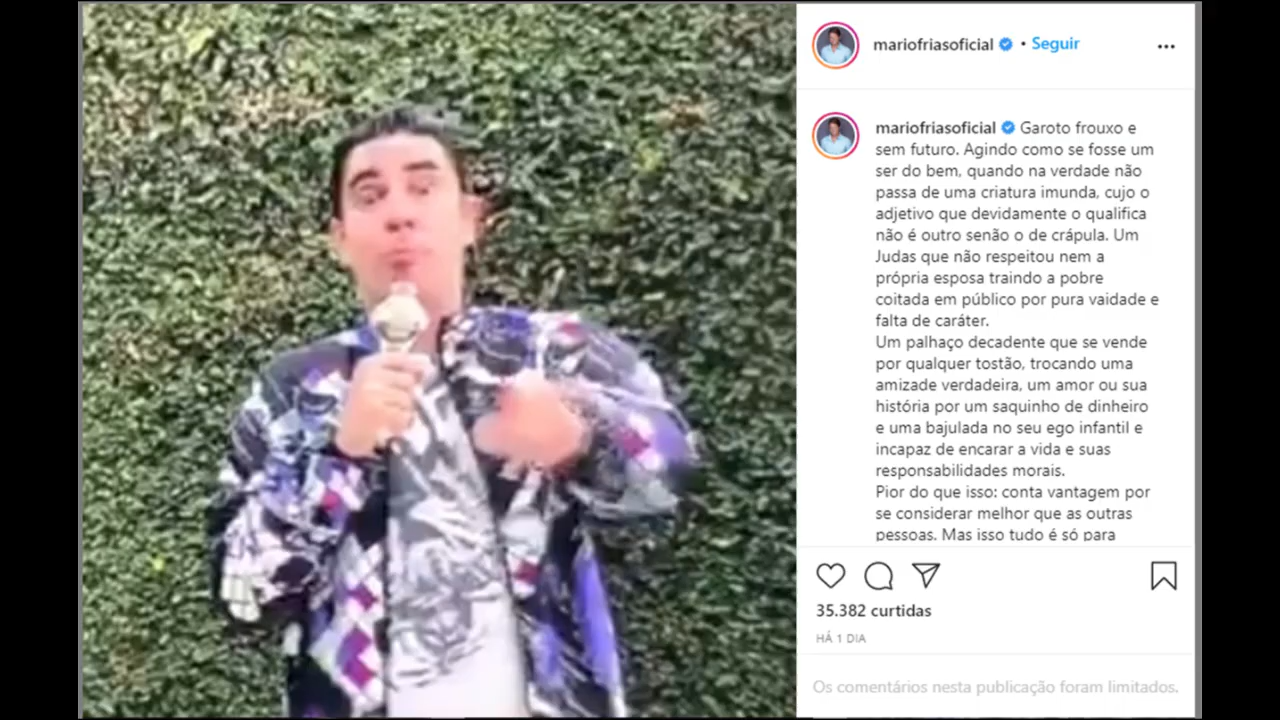 mariofriasoficial • Seguir
mariofriasoficial Garoto frouxo e
sem futuro. Agindo como se fosse um
ser do bem, quando na verdade não
passa de uma criatura imunda, cujo o
adjetivo que devidamente o qualifica
não é outro senão o de crápula. Um
Judas que não respeitou nem a
própria esposa traindo a pobre
coitada em público por pura vaidade e
falta de caráter.
Um palhaço decadente que se vende
por qualquer tostão, trocando uma
amizade verdadeira, um amor ou sua
história por um saquinho de dinheiro
e uma bajulada no seu ego infantil e
incapaz de encarar a vida e suas
responsabilidades morais.
Pior do que isso: conta vantagem por
se considerar melhor que as outras
pessoas. Mas isso tudo é só para
35.382 curtidas
HÁ 1 DIA
Os comentários nesta publicação foram limitados.